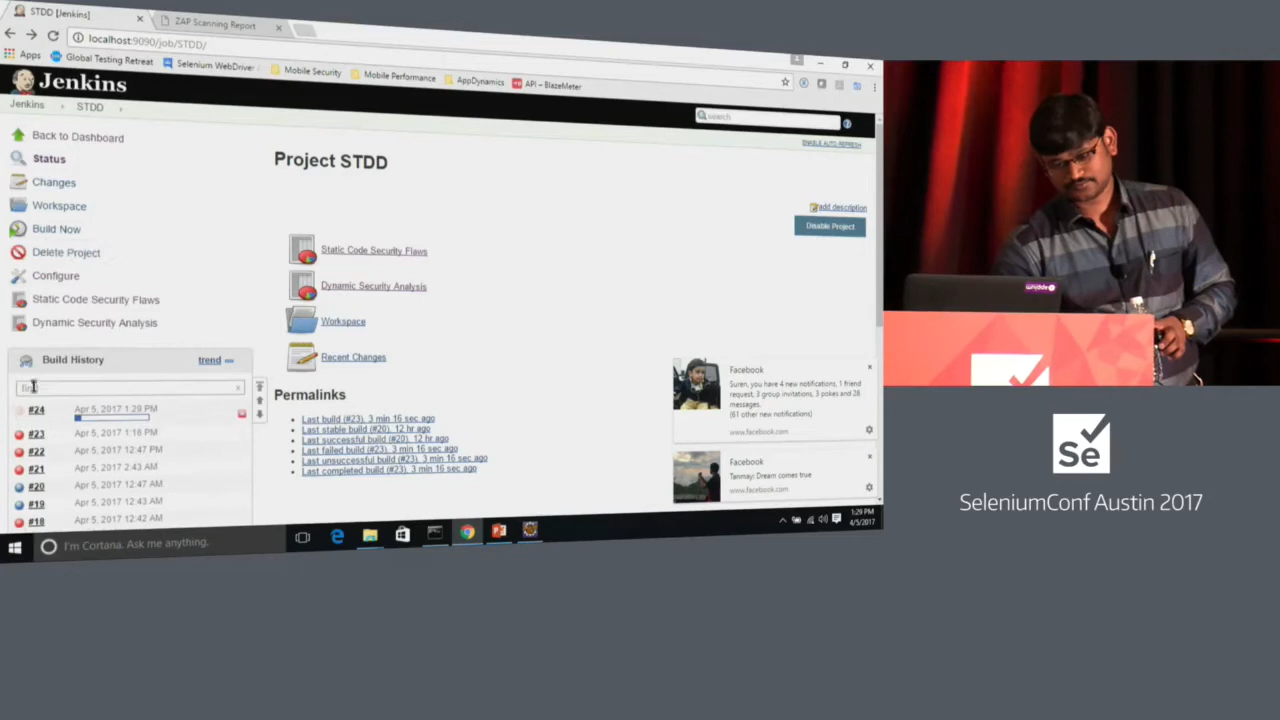 STDD [Jenkins]
ZAP Scanning Report
localhost:9090/job/STDD/
Apps
Global Testing Retreat
Selenium WebDriver
Mobile Security
Mobile Performance
AppDynamics
API – BlazeMeter
Jenkins
search
Jenkins
STDD
ENABLE AUTO REFRESH
Back to Dashboard
Status
Changes
Workspace
Build Now
Delete Project
Configure
Static Code Security Flaws
Dynamic Security Analysis
Project STDD
add description
Disable Project
Static Code Security Flaws
Dynamic Security Analysis
Workspace
Recent Changes
Build History
trend
find
#24 Apr 5, 2017 1:29 PM
#23 Apr 5, 2017 1:16 PM
#22 Apr 5, 2017 12:47 PM
#21 Apr 5, 2017 2:43 AM
#20 Apr 5, 2017 12:47 AM
#19 Apr 5, 2017 12:43 AM
#18 Apr 5, 2017 12:42 AM
Permalinks
Last build (#23), 3 min 16 sec ago
Last stable build (#20), 12 hr ago
Last successful build (#20), 12 hr ago
Last failed build (#23), 3 min 16 sec ago
Last unsuccessful build (#23), 3 min 16 sec ago
Last completed build (#23), 3 min 16 sec ago
Facebook
Suren, you have 4 new notifications, 1 friend
request, 3 group invitations, 3 pokes and 28
messages.
(61 other new notifications)
www.facebook.com
Facebook
Tanmay: Dream comes true
www.facebook.com
I'm Cortana. Ask me anything.
1:29 PM
4/5/2017
Se
SeleniumConf Austin 2017